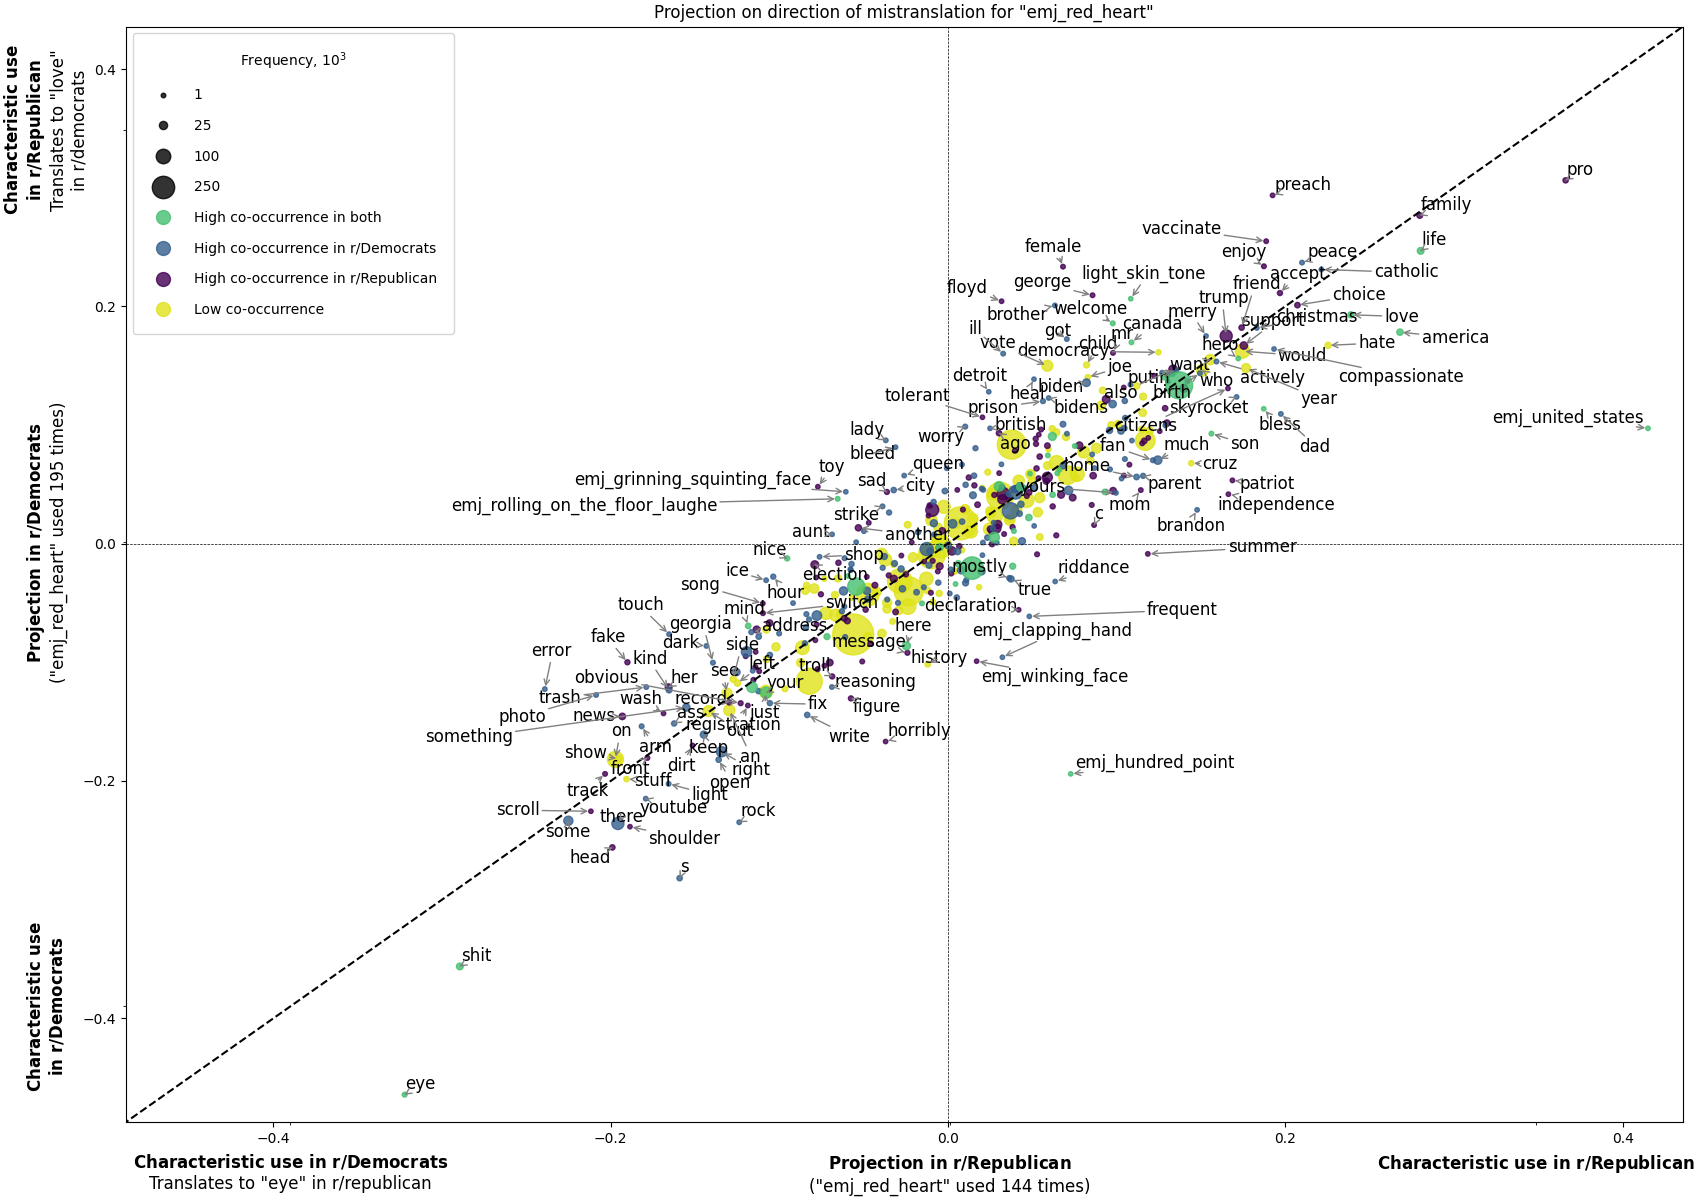 Projection on direction of mistranslation for "emj_red_heart"
Characteristic use
in r/Republican
Translates to "love"
in r/democrats
Projection in r/Democrats
("emj_red_heart" used 195 times)
Characteristic use
in r/Democrats
0.4
0.2
0.0
−0.2
−0.4
Frequency, 10³
1
25
100
250
High co-occurrence in both
High co-occurrence in r/Democrats
High co-occurrence in r/Republican
Low co-occurrence
pro
preach
family
vaccinate
life
female
enjoy
peace
george
light_skin_tone
accept
catholic
floyd
friend
choice
brother
welcome
trump
merry
support
christmas
love
ill
got
canada
mr
america
vote
democracy
child
hero
would
hate
detroit
joe
want
compassionate
heal
biden
putin
who
actively
tolerant
also
birth
year
prison
bidens
skyrocket
emj_united_states
lady
british
citizens
bless
worry
ago
fan
much
son
dad
bleed
toy
queen
home
cruz
emj_grinning_squinting_face
sad
city
yours
parent
patriot
emj_rolling_on_the_floor_laughe
mom
independence
strike
c
brandon
aunt
another
nice
shop
summer
ice
election
mostly
riddance
song
hour
true
touch
switch
declaration
frequent
mind
georgia
address
here
emj_clapping_hand
fake
dark
side
message
error
kind
left
history
see
troll
emj_winking_face
obvious
her
your
reasoning
trash
wash
record
photo
news
ass
just
fix
figure
something
on
registration
out
write
horribly
show
arm
keep
an
emj_hundred_point
front
dirt
right
stuff
open
track
light
scroll
youtube
rock
some
there
shoulder
head
s
shit
eye
−0.4
−0.2
0.0
0.2
0.4
Characteristic use in r/Democrats
Translates to "eye" in r/republican
Projection in r/Republican
("emj_red_heart" used 144 times)
Characteristic use in r/Republican